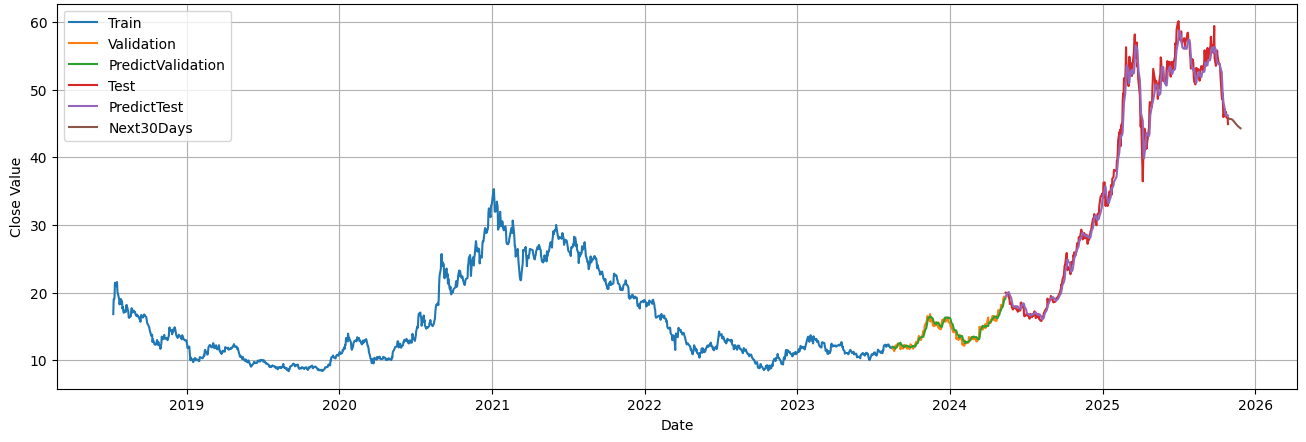 Train
Validation
PredictValidation
Test
PredictTest
Next30Days
Close Value
60
50
40
30
20
10
2019 2020 2021 2022 2023 2024 2025 2026
Date